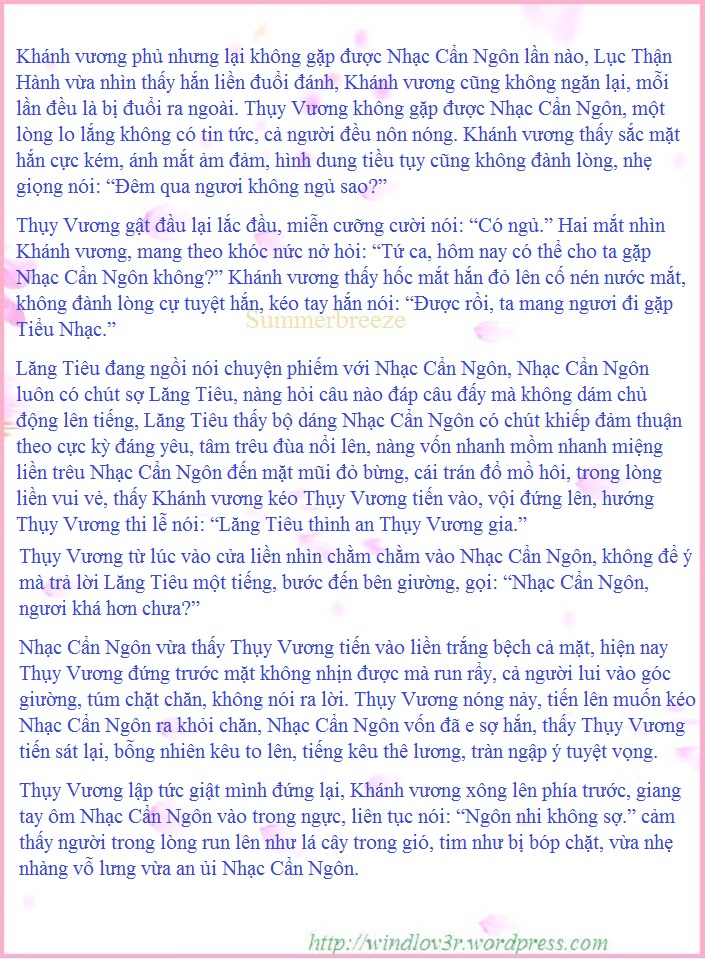 Khánh vương phủ nhưng lại không gặp được Nhạc Cẩn Ngôn lần nào, Lục Thận
Hành vừa nhìn thấy hắn liền đuổi đánh, Khánh vương cũng không ngăn lại, mỗi
lần đều là bị đuổi ra ngoài. Thụy Vương không gặp được Nhạc Cẩn Ngôn, một
lòng lo lắng không có tin tức, cả người đều nôn nóng. Khánh vương thấy sắc mặt
hắn cực kém, ánh mắt ảm đảm, hình dung tiều tụy cũng không đành lòng, nhẹ
giọng nói: “Đêm qua ngươi không ngủ sao?”
Thụy Vương gật đầu lại lắc đầu, miễn cưỡng cười nói: “Có ngủ.” Hai mắt nhìn
Khánh vương, mang theo khóc nức nở hỏi: “Tứ ca, hôm nay có thể cho ta gặp
Nhạc Cẩn Ngôn không?” Khánh vương thấy hốc mắt hắn đỏ lên cố nén nước mắt,
không đành lòng cự tuyệt hắn, kéo tay hắn nói: “Được rồi, ta mang ngươi đi gặp
Tiểu Nhạc.”
Summerbreeze
Lăng Tiêu đang ngồi nói chuyện phiếm với Nhạc Cẩn Ngôn, Nhạc Cẩn Ngôn
luôn có chút sợ Lăng Tiêu, nàng hỏi câu nào đáp câu đấy mà không dám chủ
động lên tiếng, Lăng Tiêu thấy bộ dáng Nhạc Cẩn Ngôn có chút khiếp đảm thuận
theo cực kỳ đáng yêu, tâm trêu đùa nổi lên, nàng vốn nhanh mồm nhanh miệng
liền trêu Nhạc Cẩn Ngôn đến mặt mũi đỏ bừng, cái trán đổ mồ hôi, trong lòng
liền vui vẻ, thấy Khánh vương kéo Thụy Vương tiến vào, vội đứng lên, hướng
Thụy Vương thi lễ nói: “Lăng Tiêu thỉnh an Thụy Vương gia.”
Thụy Vương từ lúc vào cửa liền nhìn chằm chằm vào Nhạc Cẩn Ngôn, không để ý
mà trả lời Lăng Tiêu một tiếng, bước đến bên giường, gọi: “Nhạc Cẩn Ngôn,
ngươi khá hơn chưa?”
Nhạc Cẩn Ngôn vừa thấy Thụy Vương tiến vào liền trắng bệch cả mặt, hiện nay
Thụy Vương đứng trước mặt không nhịn được mà run rẩy, cả người lui vào góc
giường, túm chặt chăn, không nói ra lời. Thụy Vương nóng nảy, tiến lên muốn kéo
Nhạc Cẩn Ngôn ra khỏi chăn, Nhạc Cẩn Ngôn vốn đã e sợ hắn, thấy Thụy Vương
tiến sát lại, bỗng nhiên kêu to lên, tiếng kêu thê lương, tràn ngập ý tuyệt vọng.
Thụy Vương lập tức giật mình đứng lại, Khánh vương xông lên phía trước, giang
tay ôm Nhạc Cẩn Ngôn vào trong ngực, liên tục nói: “Ngôn nhi không sợ.” cảm
thấy người trong lòng run lên như lá cây trong gió, tim như bị bóp chặt, vừa nhẹ
nhàng vỗ lưng vừa an ủi Nhạc Cẩn Ngôn.
http://windlov3r.wordpress.com